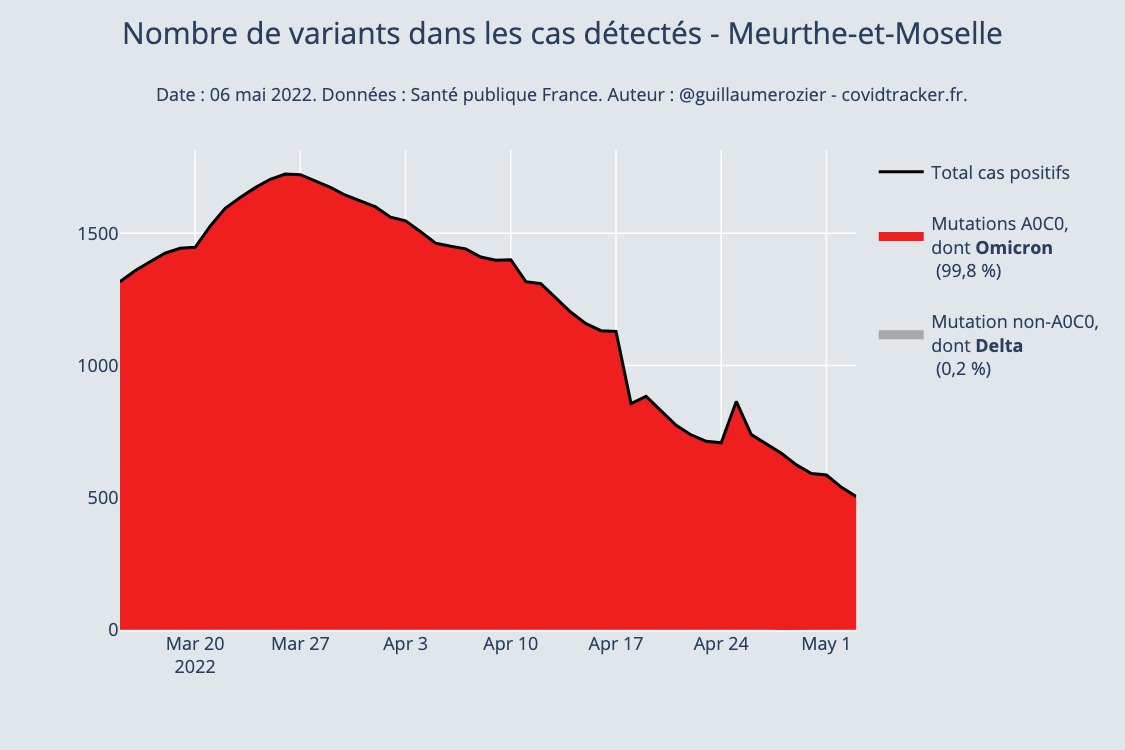 Nombre de variants dans les cas détectés - Meurthe-et-Moselle
Date : 06 mai 2022. Données : Santé publique France. Auteur : @guillaumerozier - covidtracker.fr.
Total cas positifs
Mutations A0C0,
dont Omicron
(99,8 %)
Mutation non-A0C0,
dont Delta
(0,2 %)
1500
1000
500
0
Mar 20
2022
Mar 27
Apr 3
Apr 10
Apr 17
Apr 24
May 1